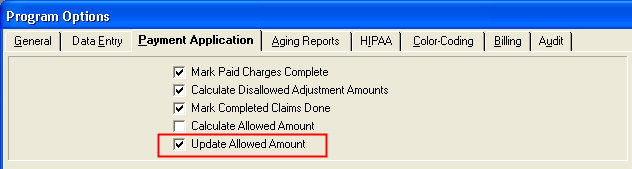 Program Options
General Data Entry Payment Application Aging Reports HIPAA Color-Coding Billing Audit
Mark Paid Charges Complete
Calculate Disallowed Adjustment Amounts
Mark Completed Claims Done
Calculate Allowed Amount
Update Allowed Amount